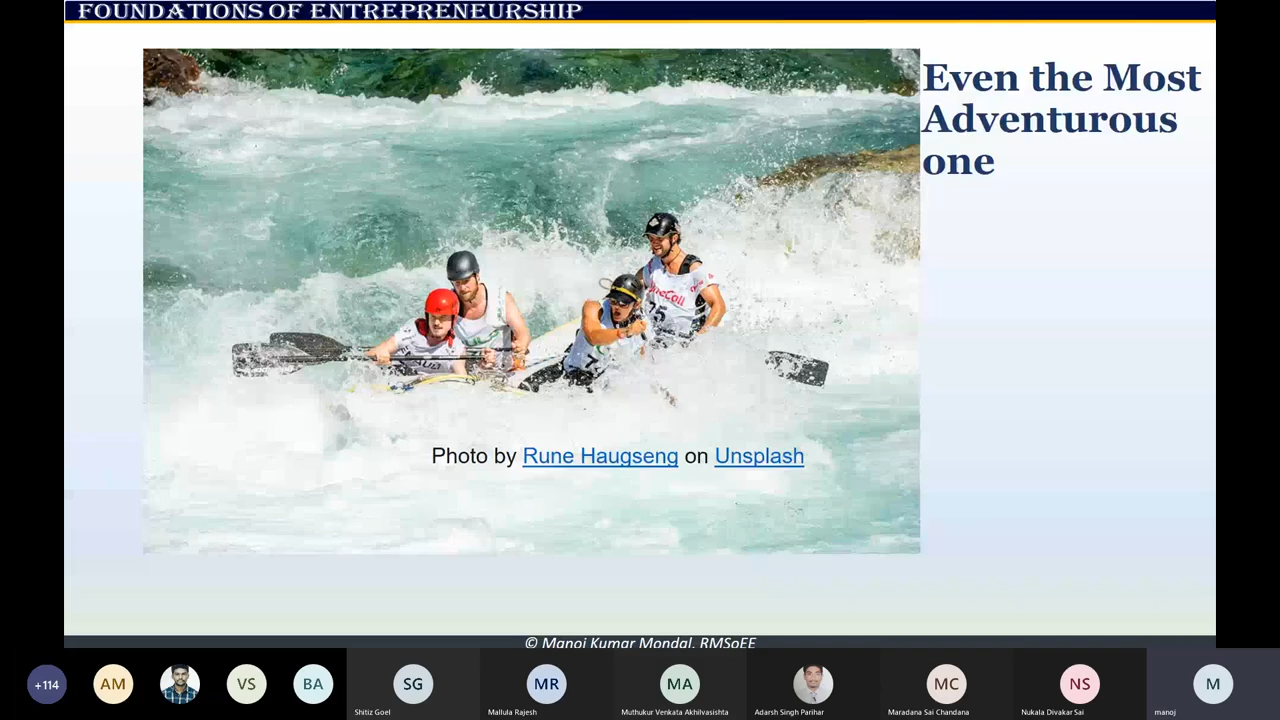 FOUNDATIONS OF ENTREPRENEURSHIP
Even the Most
Adventurous
one
Photo by Rune Haugseng on Unsplash
© Manoj Kumar Mondal, RMSoEE
+114
AM
VS
BA
SG
MR
MA
MC
NS
M
Shitiz Goel
Mallula Rajesh
Muthukur Venkata Akhilvasishta
Adarsh Singh Parihar
Maradana Sai Chandana
Nukala Divakar Sai
manoj